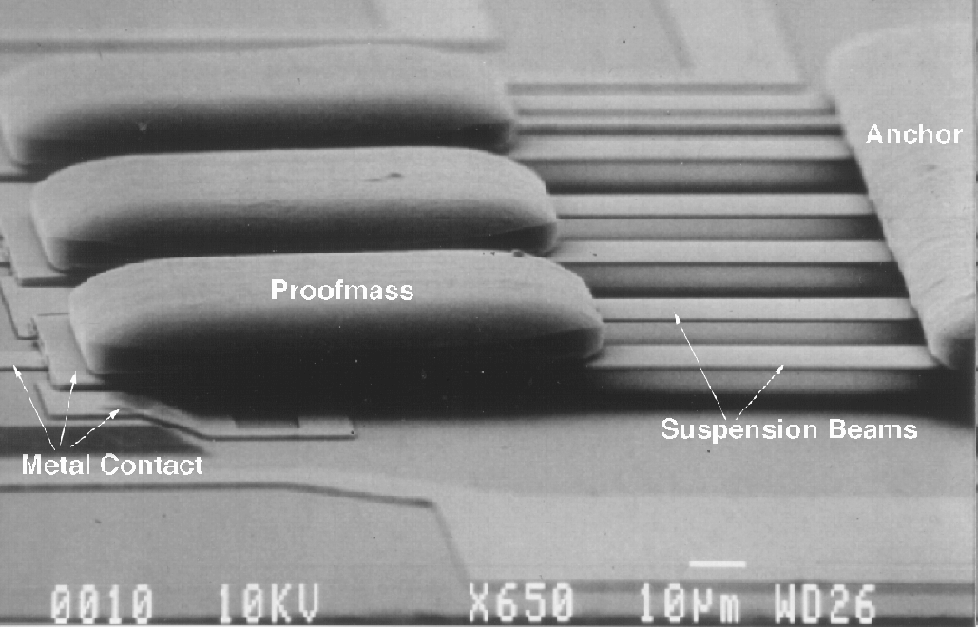 Anchor
Proofmass
Suspension Beams
Metal Contact
0010 10KV X650 10µm WD26